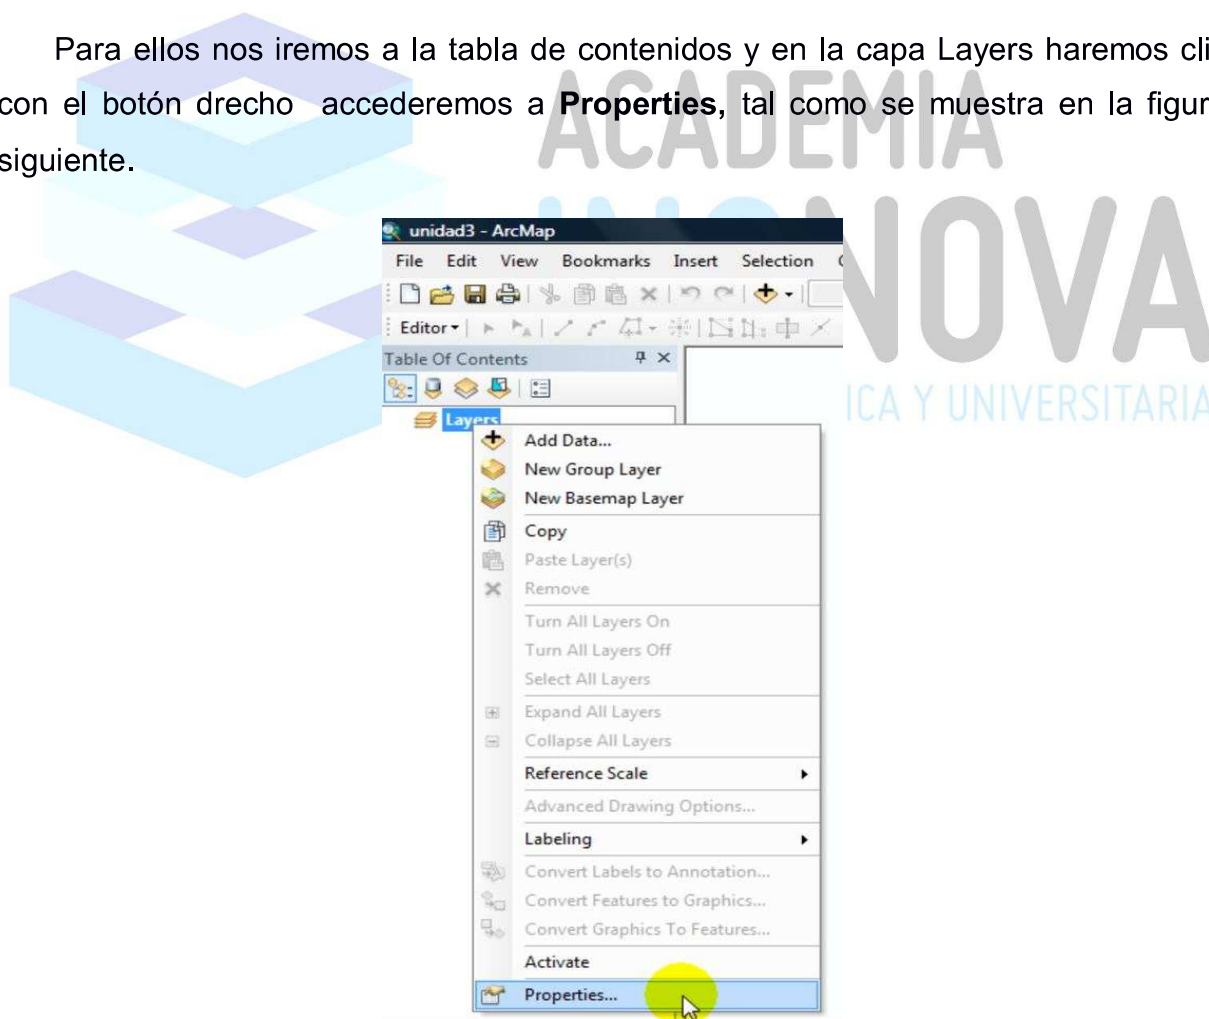 Para ellos nos iremos a la tabla de contenidos y en la capa Layers haremos cli
con el botón drecho accederemos a Properties, tal como se muestra en la figur
siguiente.
ACADEMIA
NOVA
ICA Y UNIVERSITARIA
unidad3 - ArcMap
File Edit View Bookmarks Insert Selection
Editor
Table Of Contents
Layers
Add Data...
New Group Layer
New Basemap Layer
Copy
Paste Layer(s)
Remove
Turn All Layers On
Turn All Layers Off
Select All Layers
Expand All Layers
Collapse All Layers
Reference Scale
Advanced Drawing Options...
Labeling
Convert Labels to Annotation...
Convert Features to Graphics...
Convert Graphics To Features...
Activate
Properties...